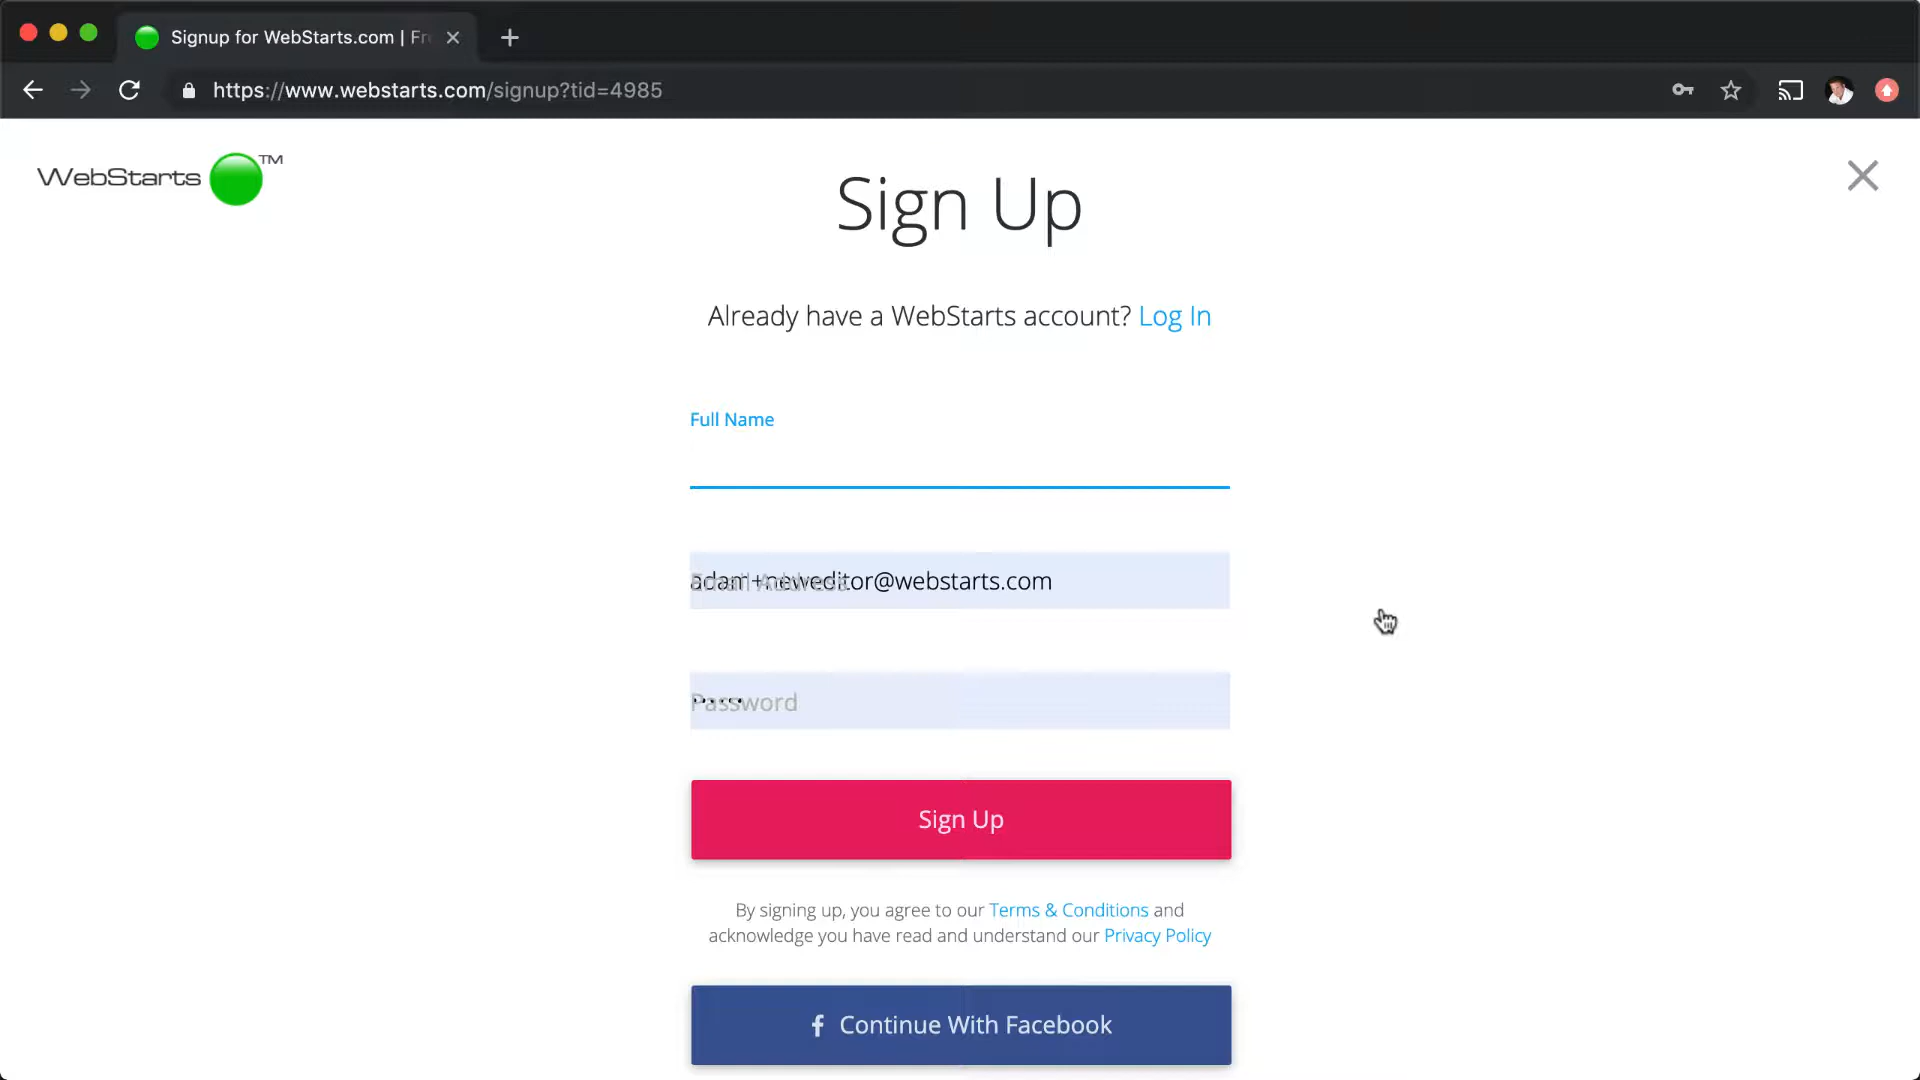 Signup for WebStarts.com | Fr
https://www.webstarts.com/signup?tid=4985
WebStarts TM
Sign Up
Already have a WebStarts account? Log In
Full Name
Email Address
adam+neweditor@webstarts.com
Password
Sign Up
By signing up, you agree to our Terms & Conditions and
acknowledge you have read and understand our Privacy Policy
f Continue With Facebook